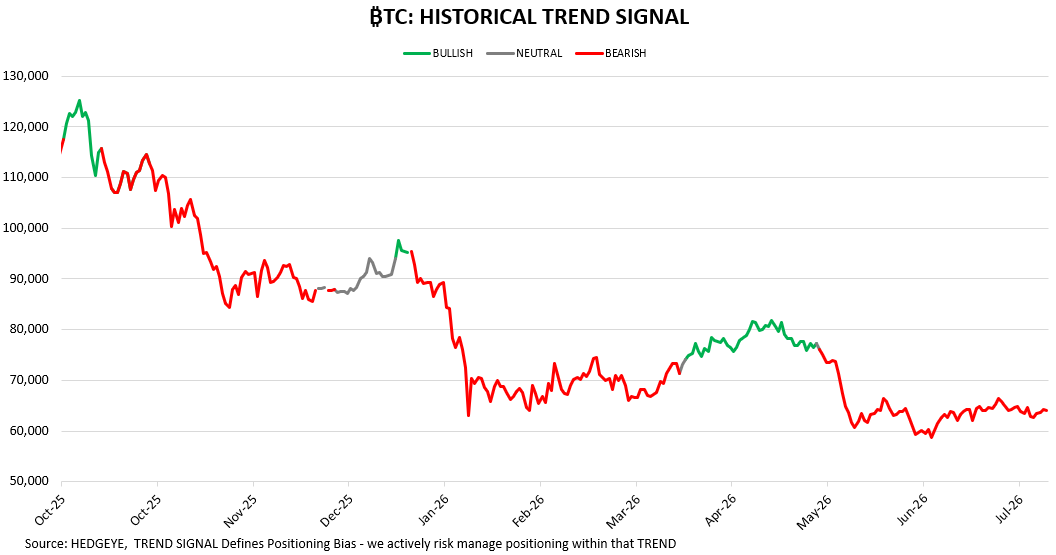 ₿TC: HISTORICAL TREND SIGNAL
BULLISH NEUTRAL BEARISH
130,000
120,000
110,000
100,000
90,000
80,000
70,000
60,000
50,000
Oct-25 Oct-25 Nov-25 Dec-25 Jan-26 Feb-26 Mar-26 Apr-26 May-26 Jun-26 Jul-26
Source: HEDGEYE, TREND SIGNAL Defines Positioning Bias - we actively risk manage positioning within that TREND